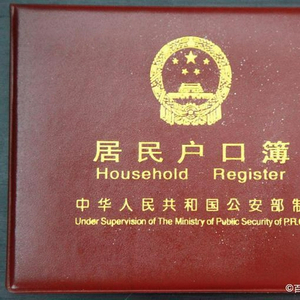 居民户口簿
Household Register
中华人民共和国公安部制
Under Supervision of The Ministry of Public Security of P.R.C
©百